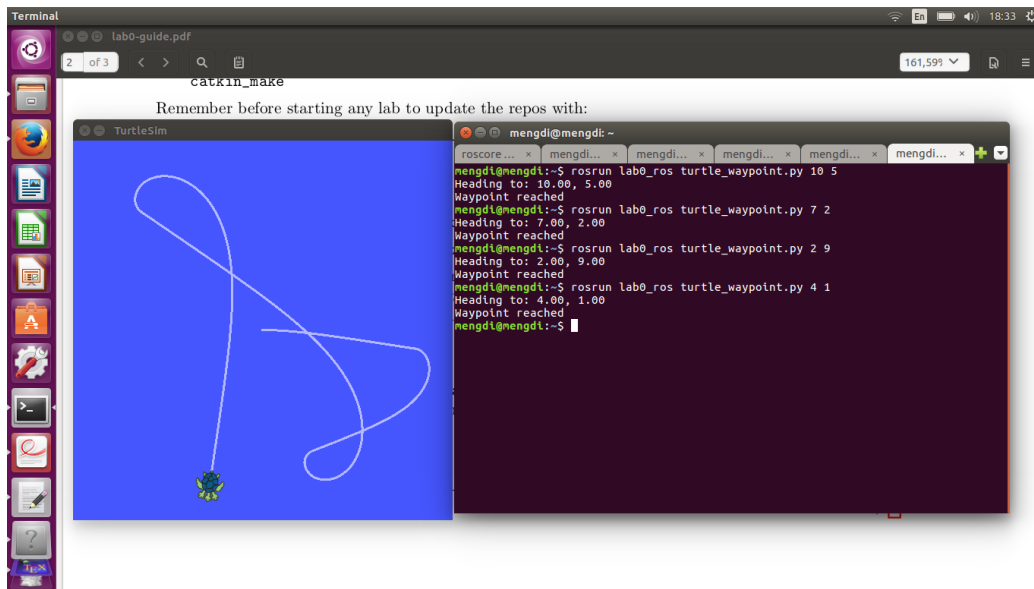 Terminal
En
18:33
lab0-guide.pdf
2 of 3
161,59%
catkin_make
Remember before starting any lab to update the repos with:
TurtleSim
mengdi@mengdi: ~
roscore ... × mengdi... × mengdi... × mengdi... × mengdi... × mengdi... ×
mengdi@mengdi:~$ rosrun lab0_ros turtle_waypoint.py 10 5
Heading to: 10.00, 5.00
Waypoint reached
mengdi@mengdi:~$ rosrun lab0_ros turtle_waypoint.py 7 2
Heading to: 7.00, 2.00
Waypoint reached
mengdi@mengdi:~$ rosrun lab0_ros turtle_waypoint.py 2 9
Heading to: 2.00, 9.00
Waypoint reached
mengdi@mengdi:~$ rosrun lab0_ros turtle_waypoint.py 4 1
Heading to: 4.00, 1.00
Waypoint reached
mengdi@mengdi:~$